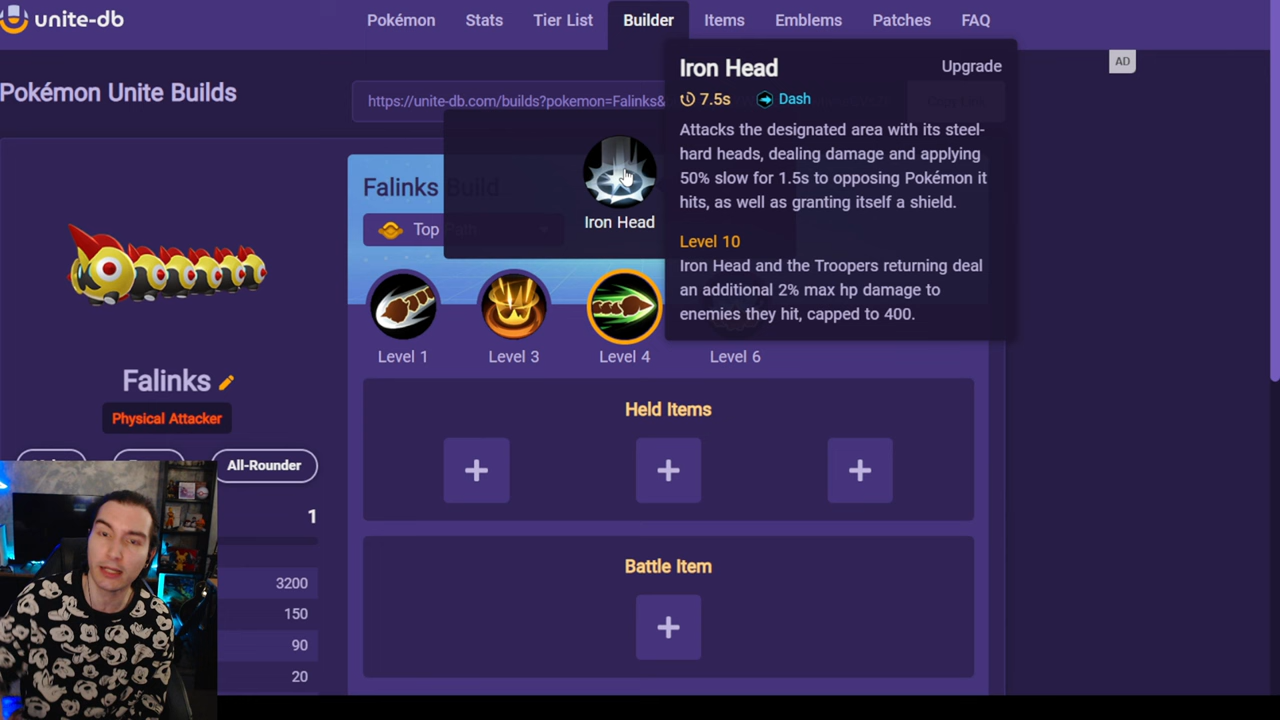 unite-db
Pokémon
Stats
Tier List
Builder
Items
Emblems
Patches
FAQ
Pokémon Unite Builds
https://unite-db.com/builds?pokemon=Falinks&
AD
Iron Head
Upgrade
7.5s
Dash
Attacks the designated area with its steel-
hard heads, dealing damage and applying
50% slow for 1.5s to opposing Pokémon it
hits, as well as granting itself a shield.
Level 10
Iron Head and the Troopers returning deal
an additional 2% max hp damage to
enemies they hit, capped to 400.
Falinks Build
Top Path
Iron Head
Level 1
Level 3
Level 4
Level 6
Falinks
Physical Attacker
All-Rounder
1
3200
150
90
20
Held Items
Battle Item